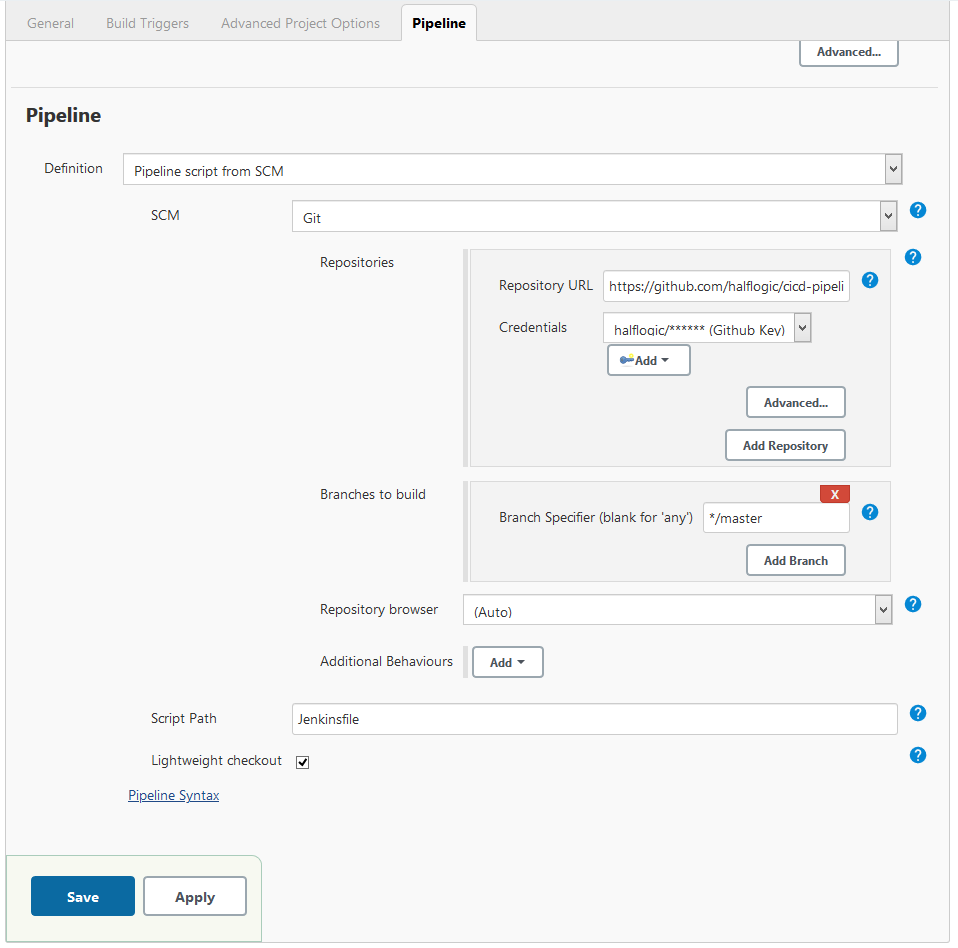 General Build Triggers Advanced Project Options Pipeline
Advanced...
Pipeline
Definition Pipeline script from SCM
SCM Git ?
Repositories ?
Repository URL https://github.com/halflogic/cicd-pipeli ?
Credentials halflogic/****** (Github Key)
Add
Advanced...
Add Repository
Branches to build X
Branch Specifier (blank for 'any') */master ?
Add Branch
Repository browser (Auto) ?
Additional Behaviours Add
Script Path Jenkinsfile ?
Lightweight checkout ?
Pipeline Syntax
Save Apply